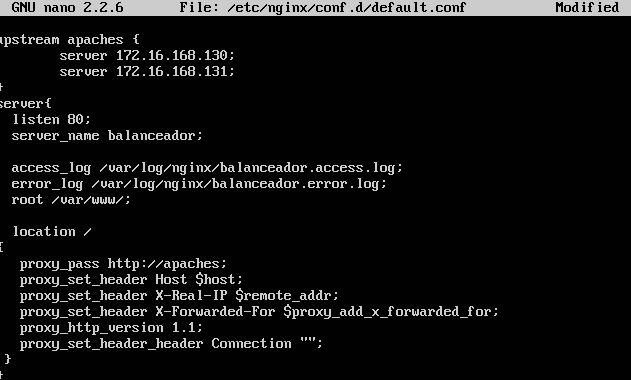 GNU nano 2.2.6 File: /etc/nginx/conf.d/default.conf Modified
upstream apaches {
server 172.16.168.130;
server 172.16.168.131;
}
server{
listen 80;
server_name balanceador;
access_log /var/log/nginx/balanceador.access.log;
error_log /var/log/nginx/balanceador.error.log;
root /var/www/;
location /
{
proxy_pass http://apaches;
proxy_set_header Host $host;
proxy_set_header X-Real-IP $remote_addr;
proxy_set_header X-Forwarded-For $proxy_add_x_forwarded_for;
proxy_http_version 1.1;
proxy_set_header_header Connection "";
}
}